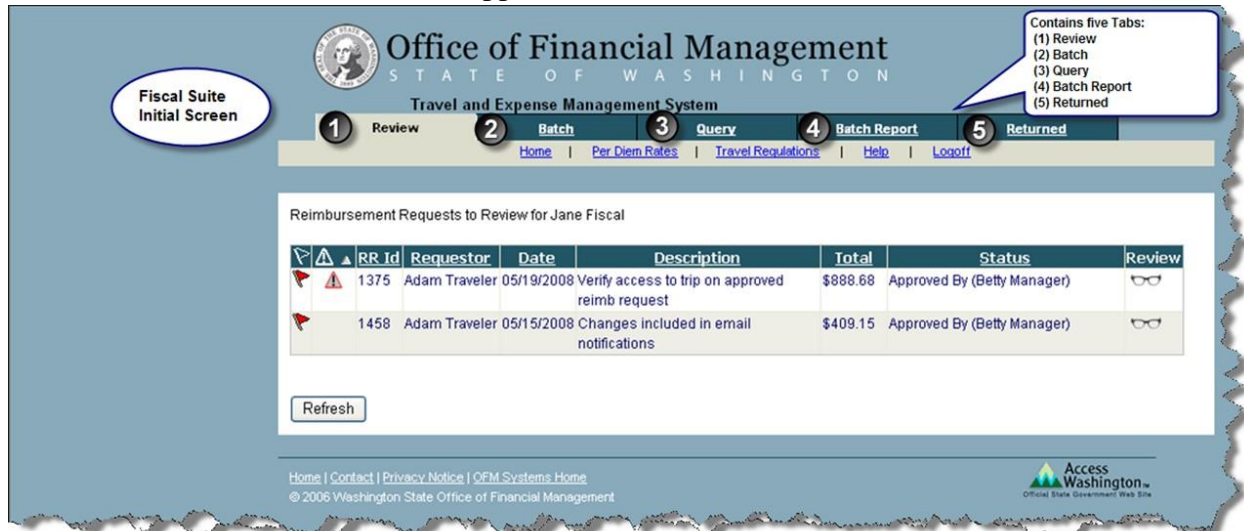 Office of Financial Management
STATE OF WASHINGTON
Travel and Expense Management System
Fiscal Suite
Initial Screen
Contains five Tabs:
(1) Review
(2) Batch
(3) Query
(4) Batch Report
(5) Returned
1 Review 2 Batch 3 Query 4 Batch Report 5 Returned
Home | Per Diem Rates | Travel Regulations | Help | Logoff
Reimbursement Requests to Review for Jane Fiscal
RR Id Requestor Date Description Total Status Review
1375 Adam Traveler 05/19/2008 Verify access to trip on approved $888.68 Approved By (Betty Manager)
reimb request
1458 Adam Traveler 05/15/2008 Changes included in email $409.15 Approved By (Betty Manager)
notifications
Refresh
Home | Contact | Privacy Notice | OFM Systems Home
© 2006 Washington State Office of Financial Management
Access
Washington
Official State Government Web Site